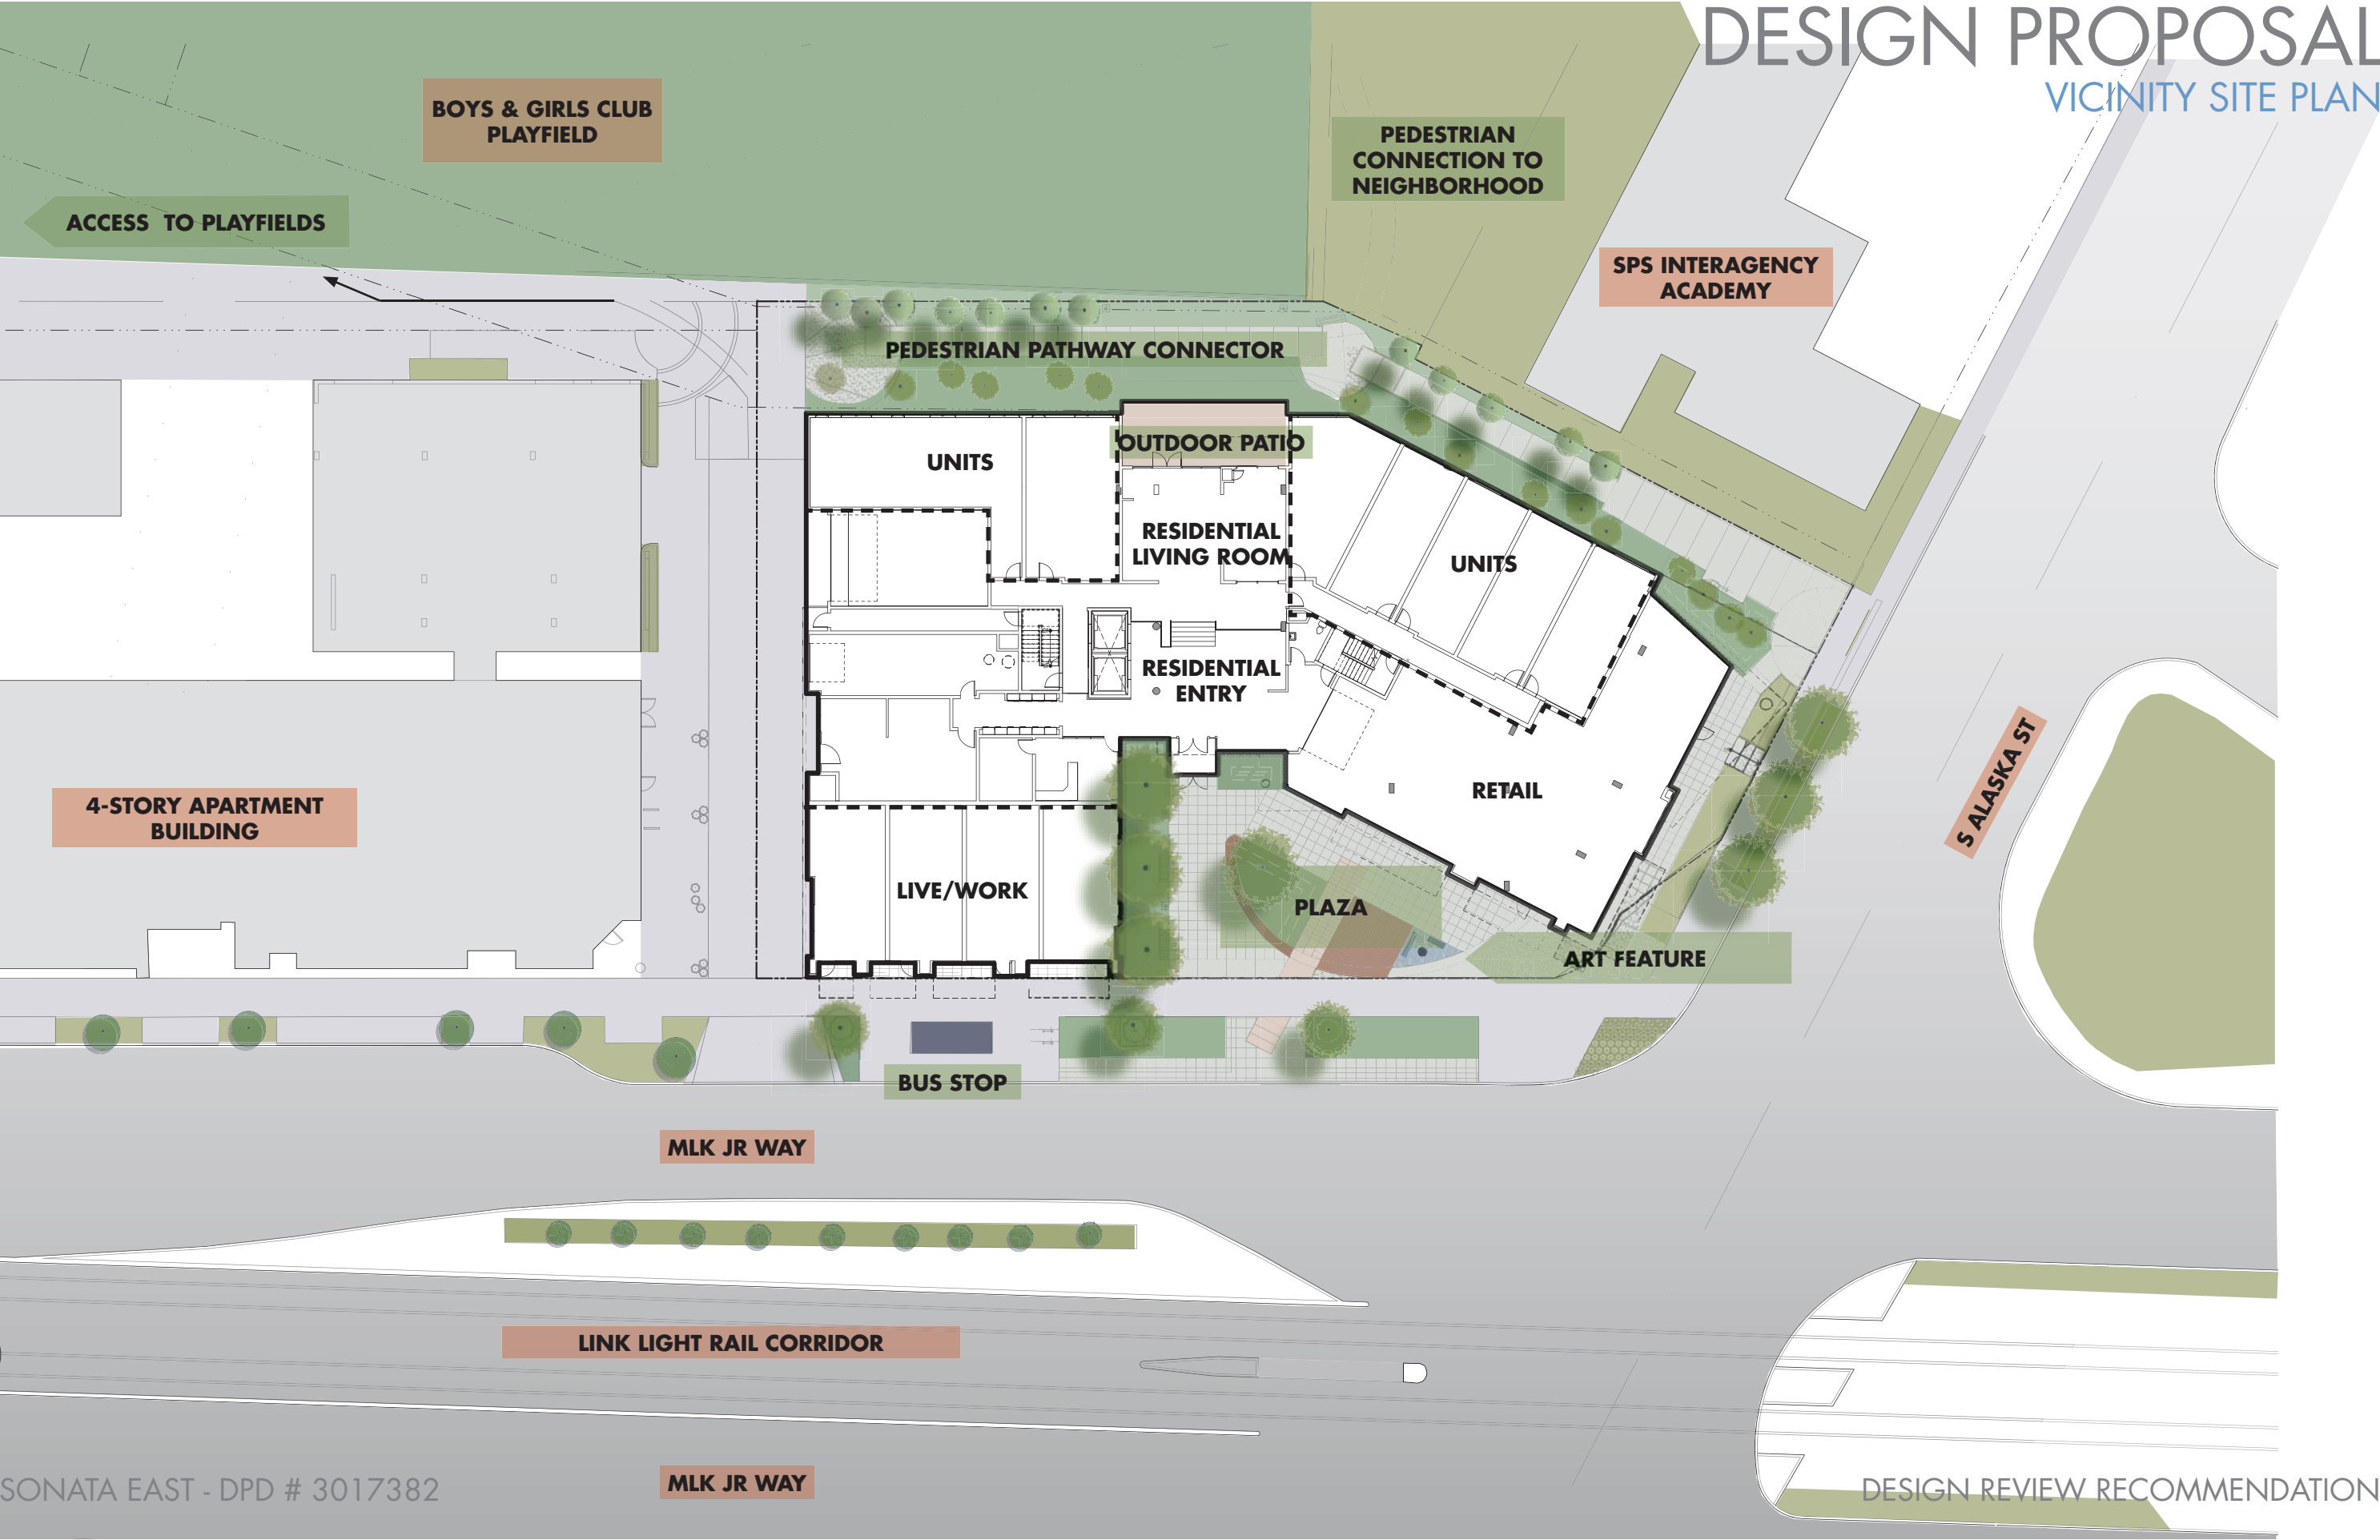 DESIGN PROPOSAL
VICINITY SITE PLAN
BOYS & GIRLS CLUB
PLAYFIELD
PEDESTRIAN
CONNECTION TO
NEIGHBORHOOD
ACCESS TO PLAYFIELDS
SPS INTERAGENCY
ACADEMY
PEDESTRIAN PATHWAY CONNECTOR
OUTDOOR PATIO
UNITS
RESIDENTIAL
LIVING ROOM
UNITS
RESIDENTIAL
ENTRY
S ALASKA ST
RETAIL
4-STORY APARTMENT
BUILDING
LIVE/WORK
PLAZA
ART FEATURE
BUS STOP
MLK JR WAY
LINK LIGHT RAIL CORRIDOR
MLK JR WAY
SONATA EAST - DPD # 3017382
DESIGN REVIEW RECOMMENDATION